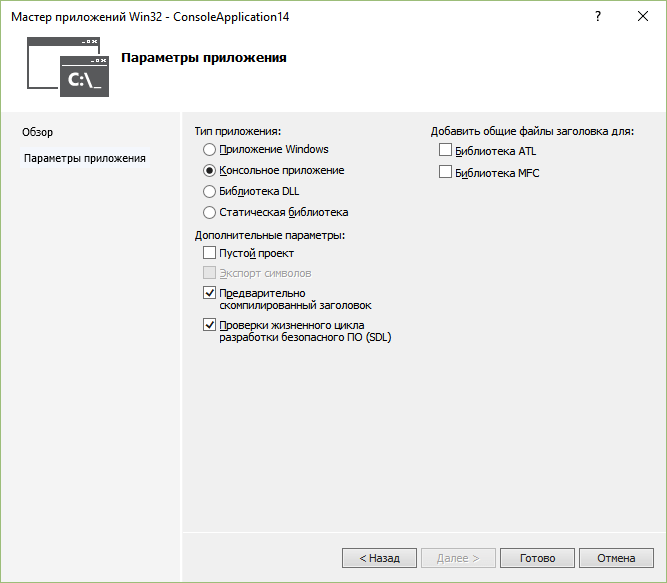 Мастер приложений Win32 - ConsoleApplication14
?
C:\_
Параметры приложения
Обзор
Параметры приложения
Тип приложения:
Приложение Windows
Консольное приложение
Библиотека DLL
Статическая библиотека
Дополнительные параметры:
Пустой проект
Экспорт символов
Предварительно
скомпилированный заголовок
Проверки жизненного цикла
разработки безопасного ПО (SDL)
Добавить общие файлы заголовка для:
Библиотека ATL
Библиотека MFC
< Назад
Далее >
Готово
Отмена